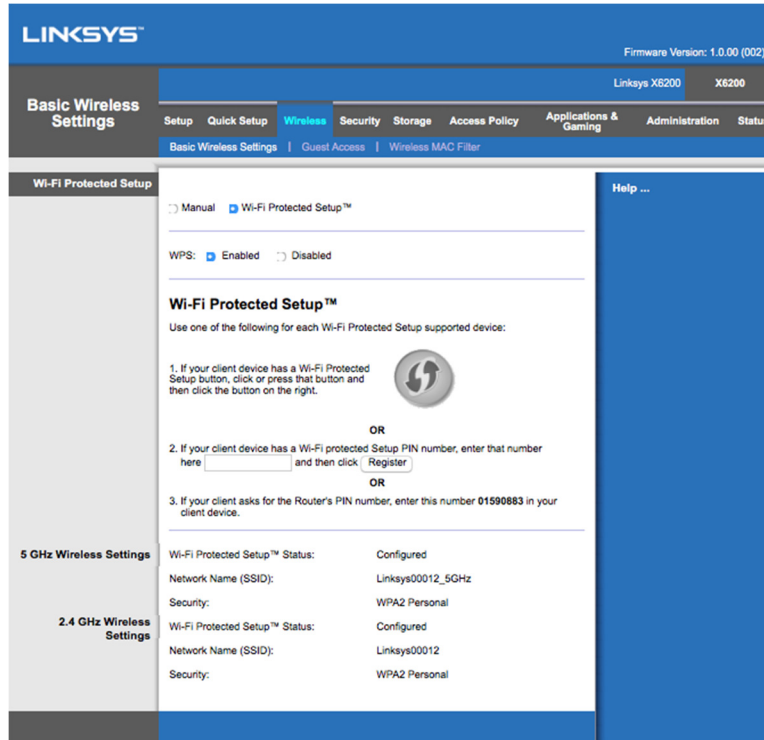 LINKSYS™
Firmware Version: 1.0.00 (002)
Linksys X6200 X6200
Basic Wireless
Settings
Setup Quick Setup Wireless Security Storage Access Policy Applications & Gaming Administration Statu
Basic Wireless Settings | Guest Access | Wireless MAC Filter
Wi-Fi Protected Setup
Help ...
Manual Wi-Fi Protected Setup™
WPS: Enabled Disabled
Wi-Fi Protected Setup™
Use one of the following for each Wi-Fi Protected Setup supported device:
1. If your client device has a Wi-Fi Protected
Setup button, click or press that button and
then click the button on the right.
OR
2. If your client device has a Wi-Fi protected Setup PIN number, enter that number
here and then click Register
OR
3. If your client asks for the Router's PIN number, enter this number 01590883 in your
client device.
5 GHz Wireless Settings Wi-Fi Protected Setup™ Status: Configured
Network Name (SSID): Linksys00012_5GHz
Security: WPA2 Personal
2.4 GHz Wireless
Settings
Wi-Fi Protected Setup™ Status: Configured
Network Name (SSID): Linksys00012
Security: WPA2 Personal